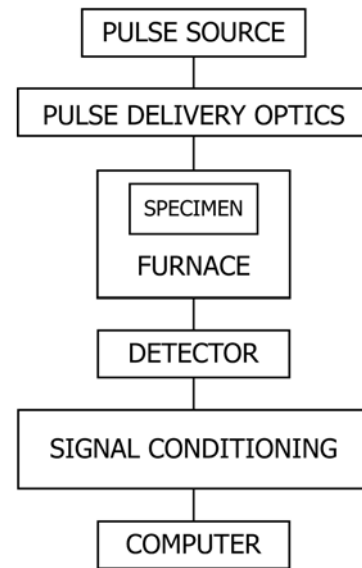 PULSE SOURCE
PULSE DELIVERY OPTICS
SPECIMEN
FURNACE
DETECTOR
SIGNAL CONDITIONING
COMPUTER